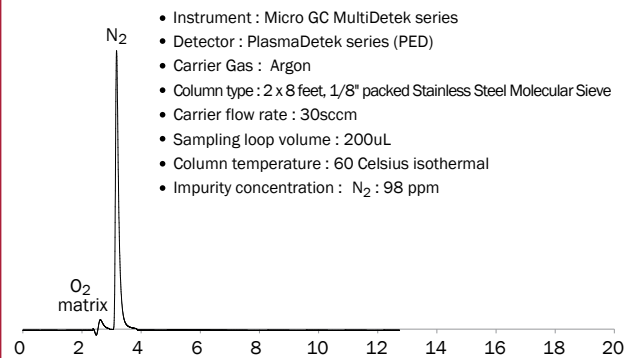 • Instrument : Micro GC MultiDetek series
• Detector : PlasmaDetek series (PED)
• Carrier Gas : Argon
• Column type : 2 x 8 feet, 1/8" packed Stainless Steel Molecular Sieve
• Carrier flow rate : 30sccm
• Sampling loop volume : 200uL
• Column temperature : 60 Celsius isothermal
• Impurity concentration : N2 : 98 ppm
N2
O2
matrix
0 2 4 6 8 10 12 14 16 18 20